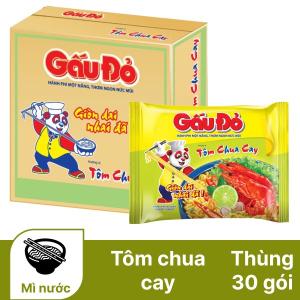 GẤU ĐỎ
HÀNH PHI MỘT NẮNG, THƠM NGON NỨC MŨI
Giòn dai
nhai đã!
Tôm Chua Cay
GẤU ĐỎ
HÀNH PHI MỘT NẮNG, THƠM NGON NỨC MŨI
Tôm Chua Cay
Giòn dai
nhai đã!
Mì nước
Tôm chua
cay
Thùng
30 gói